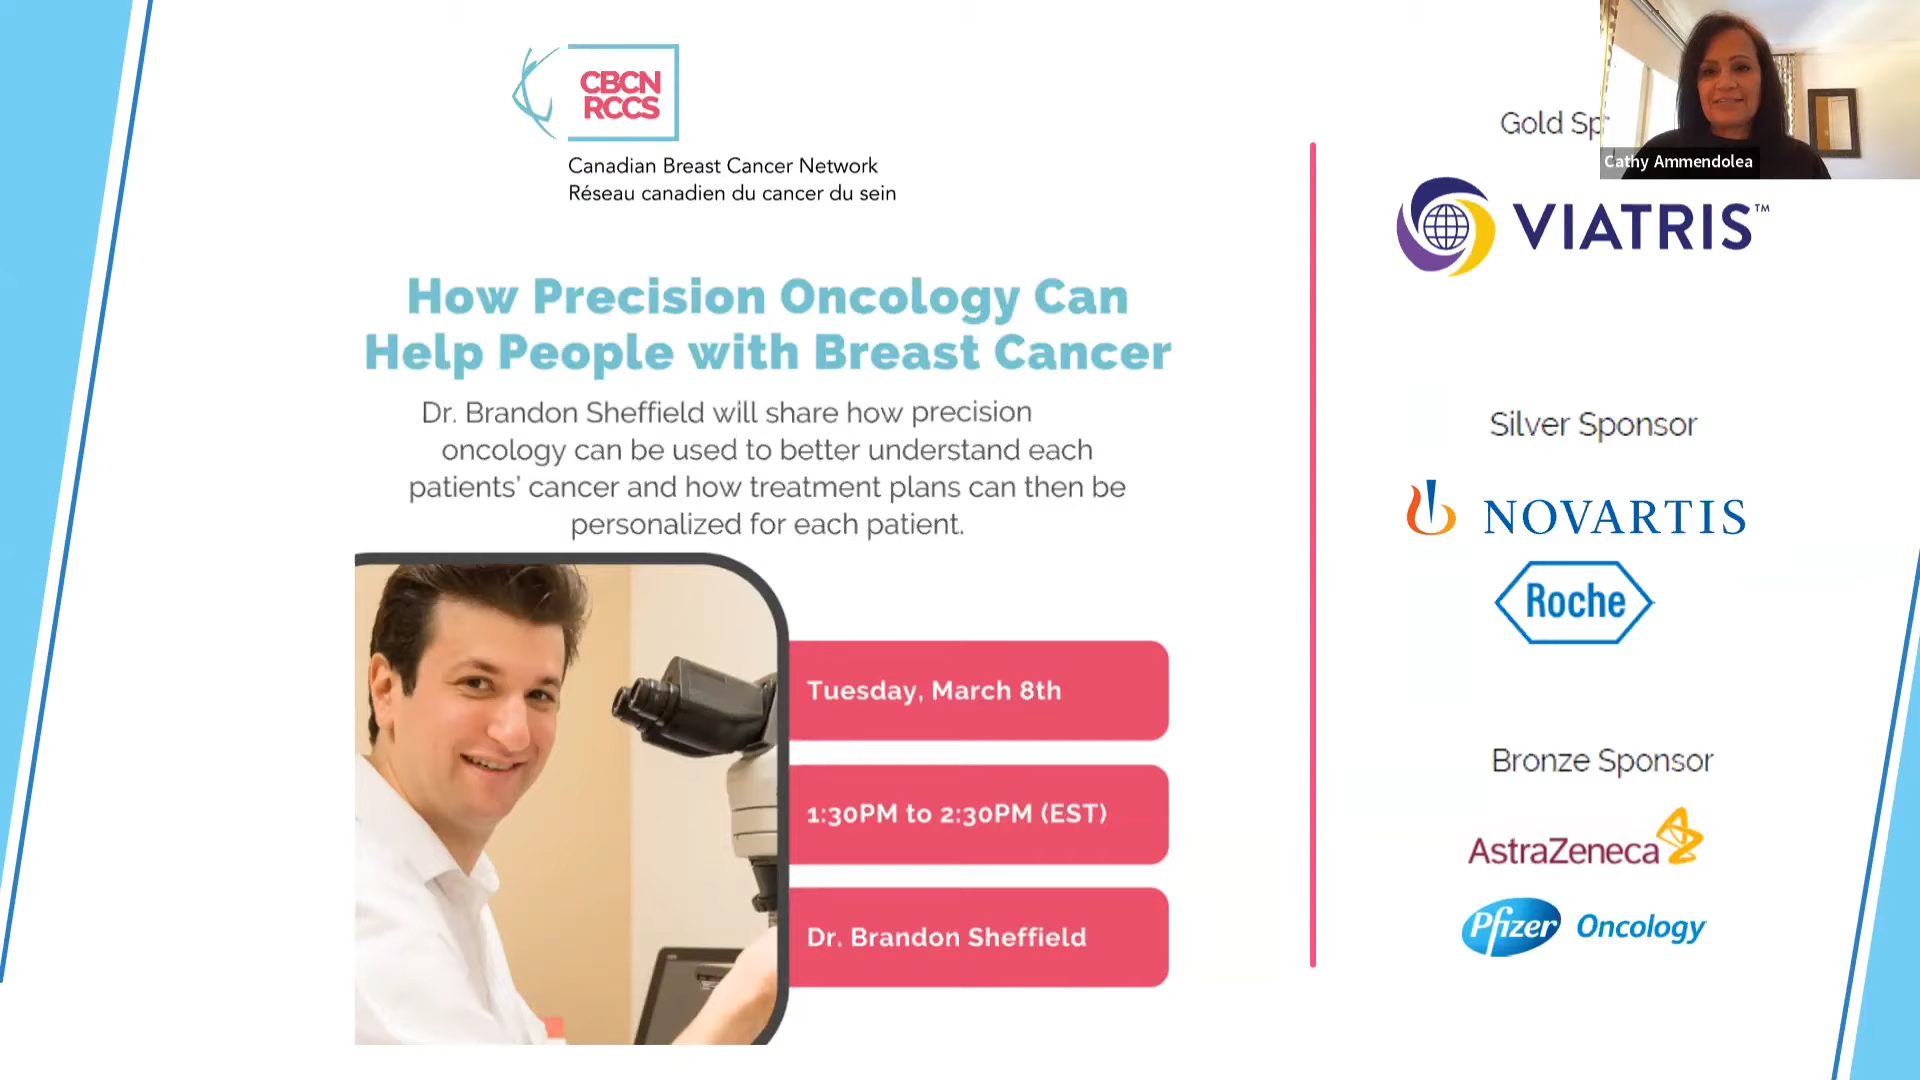 CBCN
RCCS
Canadian Breast Cancer Network
Réseau canadien du cancer du sein
How Precision Oncology Can
Help People with Breast Cancer
Dr. Brandon Sheffield will share how precision
oncology can be used to better understand each
patients' cancer and how treatment plans can then be
personalized for each patient.
Tuesday, March 8th
1:30PM to 2:30PM (EST)
Dr. Brandon Sheffield
Gold Sp
Cathy Ammendolea
VIATRIS™
Silver Sponsor
NOVARTIS
Roche
Bronze Sponsor
AstraZeneca
Pfizer Oncology